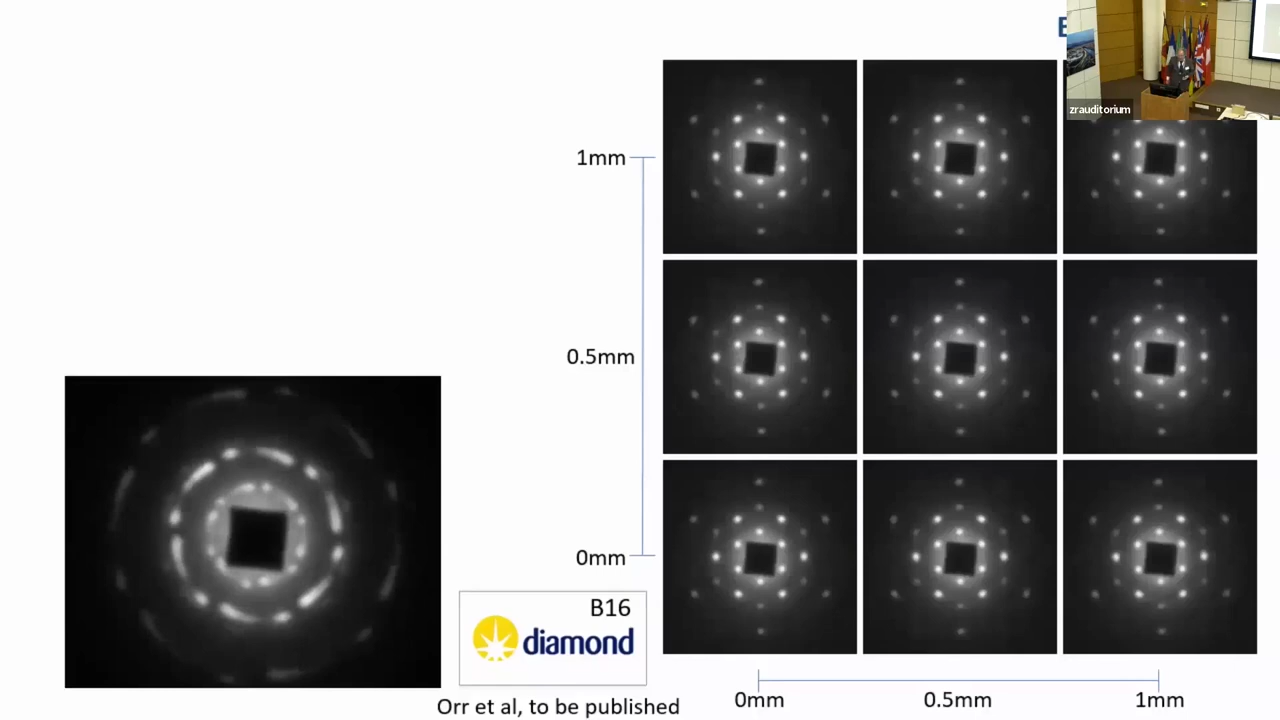 E
zrauditorium
1mm
0.5mm
0mm
B16
diamond
Orr et al, to be published
0mm
0.5mm
1mm